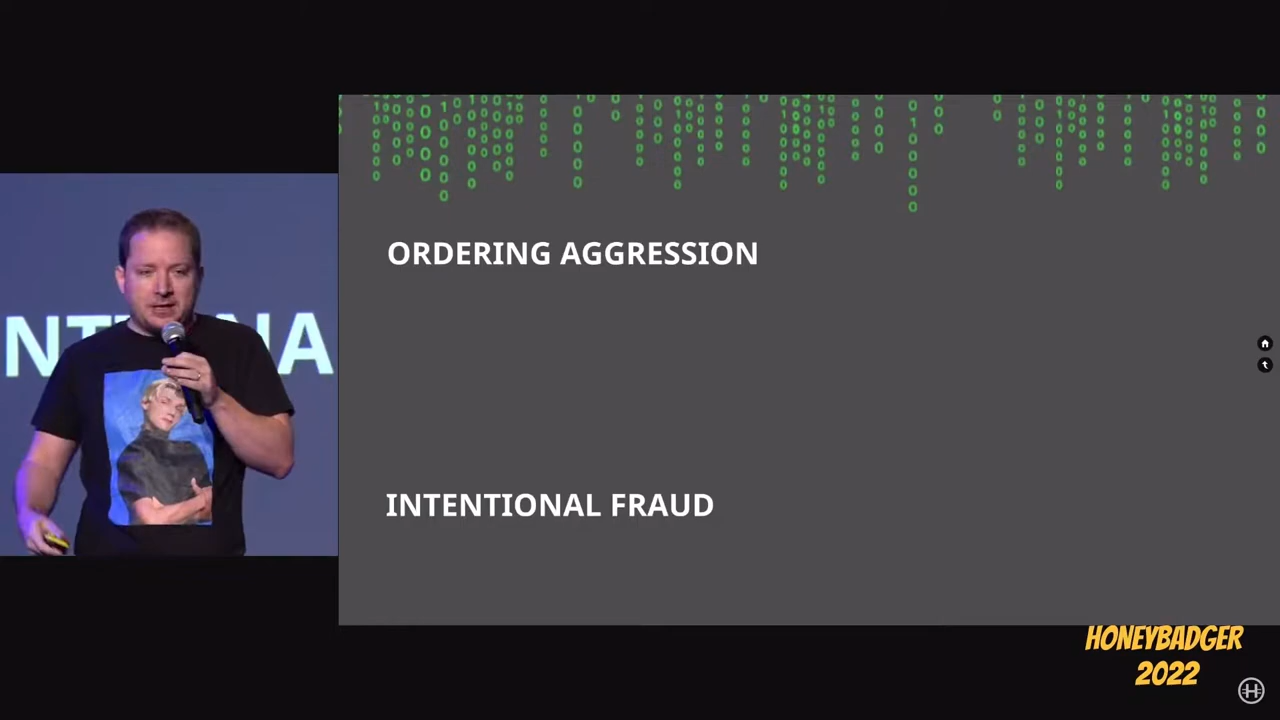 ORDERING AGGRESSION
INTENTIONAL FRAUD
HONEYBADGER
2022